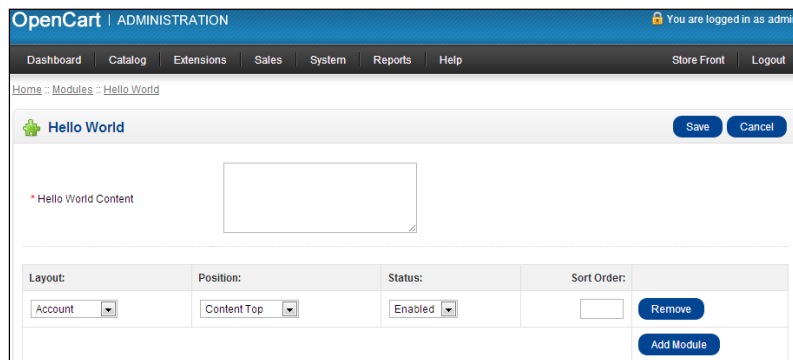 OpenCart | ADMINISTRATION You are logged in as admi
Dashboard Catalog Extensions Sales System Reports Help Store Front Logout
Home :: Modules :: Hello World
Hello World Save Cancel
* Hello World Content
Layout: Position: Status: Sort Order:
Account Content Top Enabled Remove
Add Module